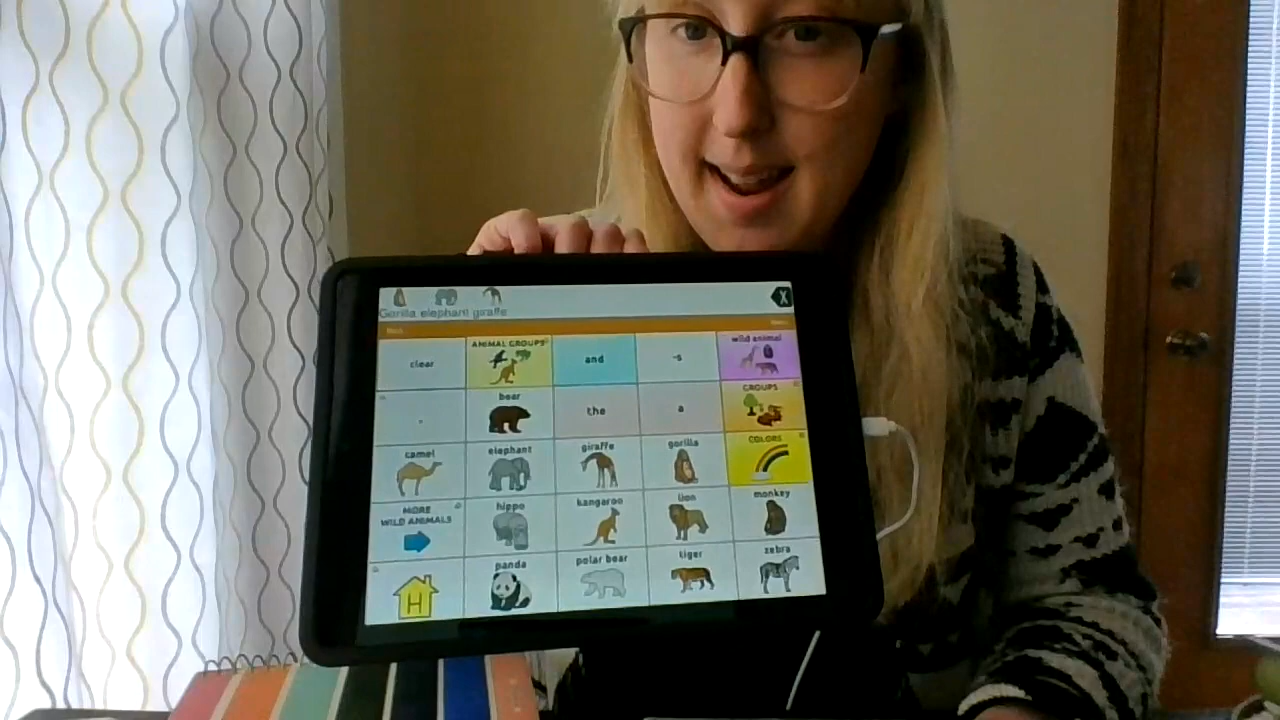 Gorilla elephant giraffe
X
clear
ANIMAL GROUPS
and
-s
wild animal
.
bear
the
a
GROUPS
camel
elephant
giraffe
gorilla
COLORS
MORE
WILD ANIMALS
hippo
kangaroo
lion
monkey
H
panda
polar bear
tiger
zebra